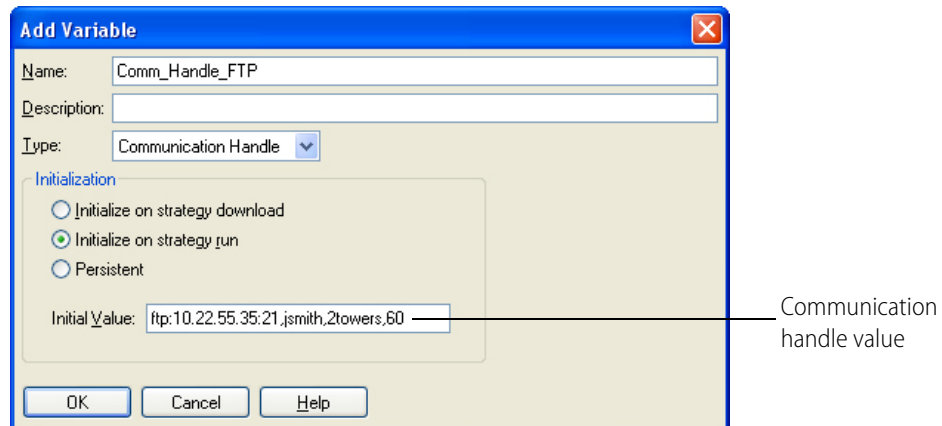 Add Variable
Name: Comm_Handle_FTP
Description:
Type: Communication Handle
Initialization
Initialize on strategy download
Initialize on strategy run
Persistent
Initial Value: ftp:10.22.55.35:21,jsmith,2towers,60
Communication
handle value
OK Cancel Help